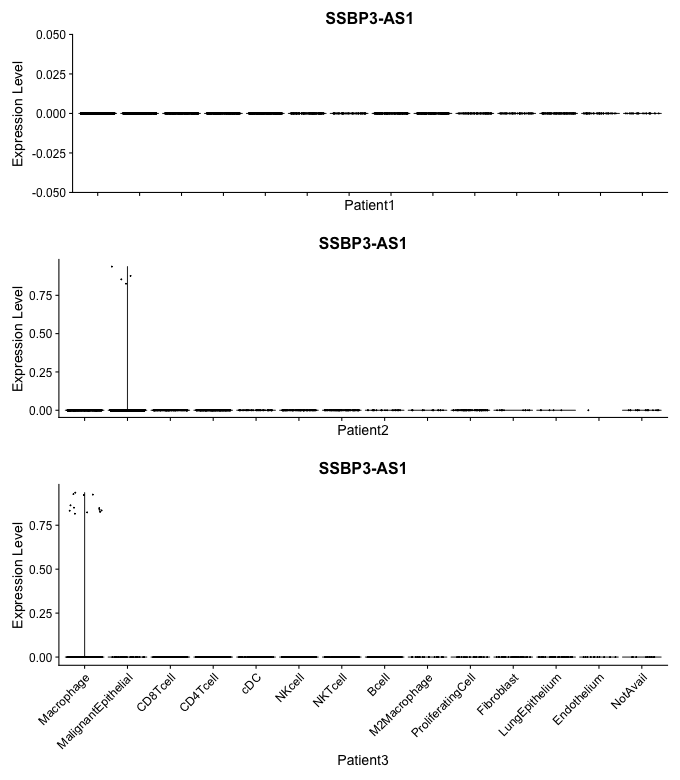 SSBP3-AS1
Expression Level
0.050
0.025
0.000
-0.025
-0.050
Patient1
SSBP3-AS1
Expression Level
0.75
0.50
0.25
0.00
Patient2
SSBP3-AS1
Expression Level
0.75
0.50
0.25
0.00
Macrophage
MalignantEpithelial
CD8Tcell
CD4Tcell
cDC
NKcell
NKTcell
Bcell
M2Macrophage
ProliferatingCell
Fibroblast
LungEpithelium
Endothelium
NotAvail
Patient3